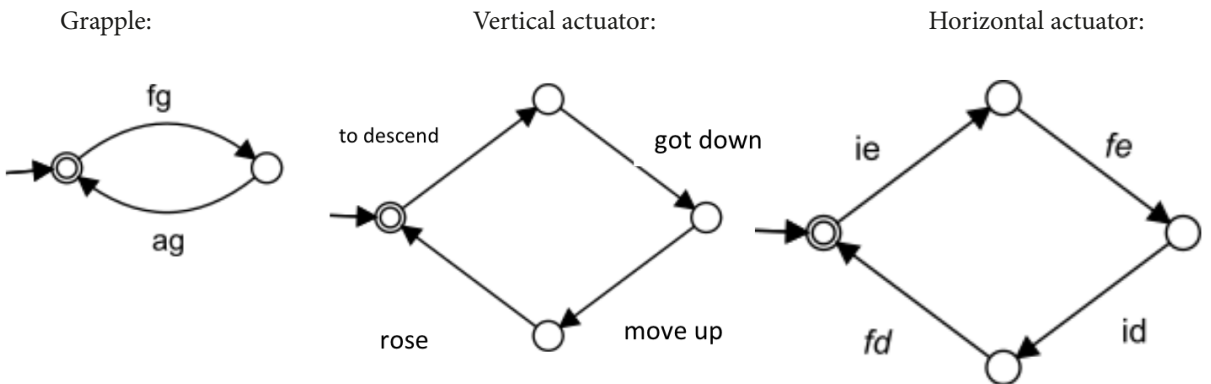 Grapple:
Vertical actuator:
Horizontal actuator:
fg
ag
to descend
got down
rose
move up
ie
fe
fd
id